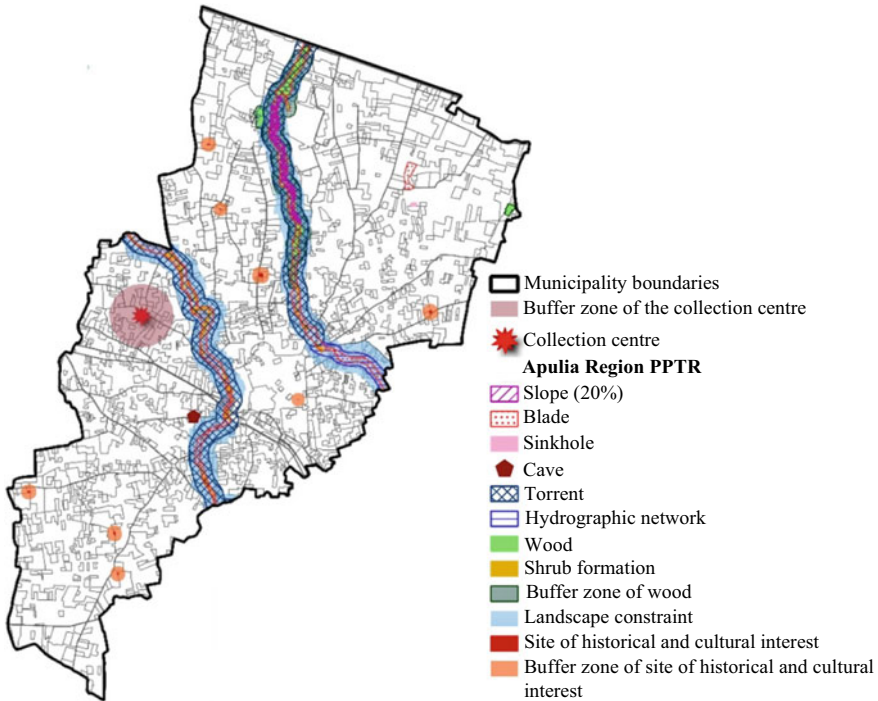 Municipality boundaries
Buffer zone of the collection centre
Collection centre
Apulia Region PPTR
Slope (20%)
Blade
Sinkhole
Cave
Torrent
Hydrographic network
Wood
Shrub formation
Buffer zone of wood
Landscape constraint
Site of historical and cultural interest
Buffer zone of site of historical and cultural
interest